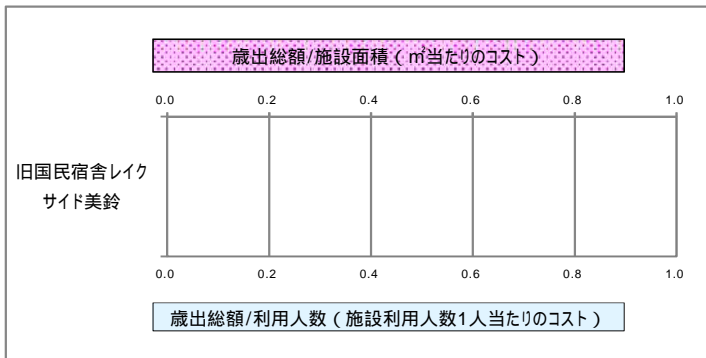 歳出総額/施設面積（㎡当たりのコスト）
0.0 0.2 0.4 0.6 0.8 1.0
旧国民宿舎レイク
サイド美鈴
0.0 0.2 0.4 0.6 0.8 1.0
歳出総額/利用人数（施設利用人数1人当たりのコスト）